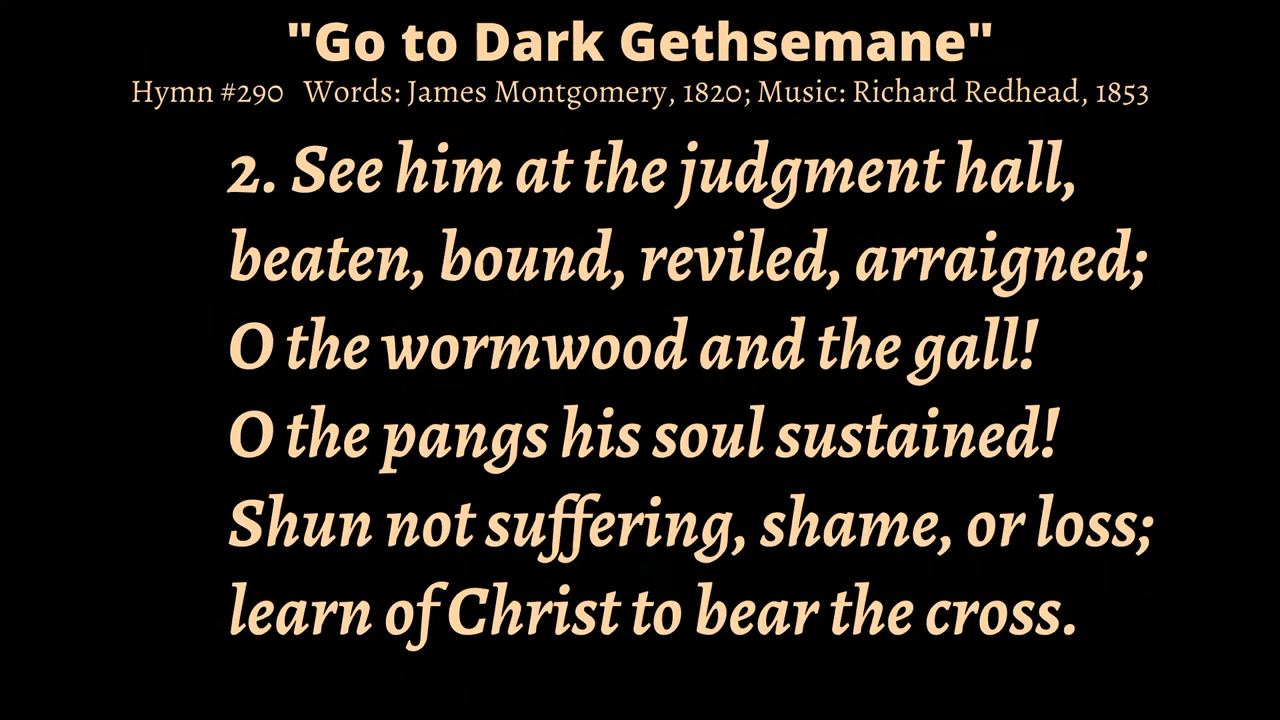 "Go to Dark Gethsemane"
Hymn #290 Words: James Montgomery, 1820; Music: Richard Redhead, 1853
2. See him at the judgment hall,
beaten, bound, reviled, arraigned;
O the wormwood and the gall!
O the pangs his soul sustained!
Shun not suffering, shame, or loss;
learn of Christ to bear the cross.